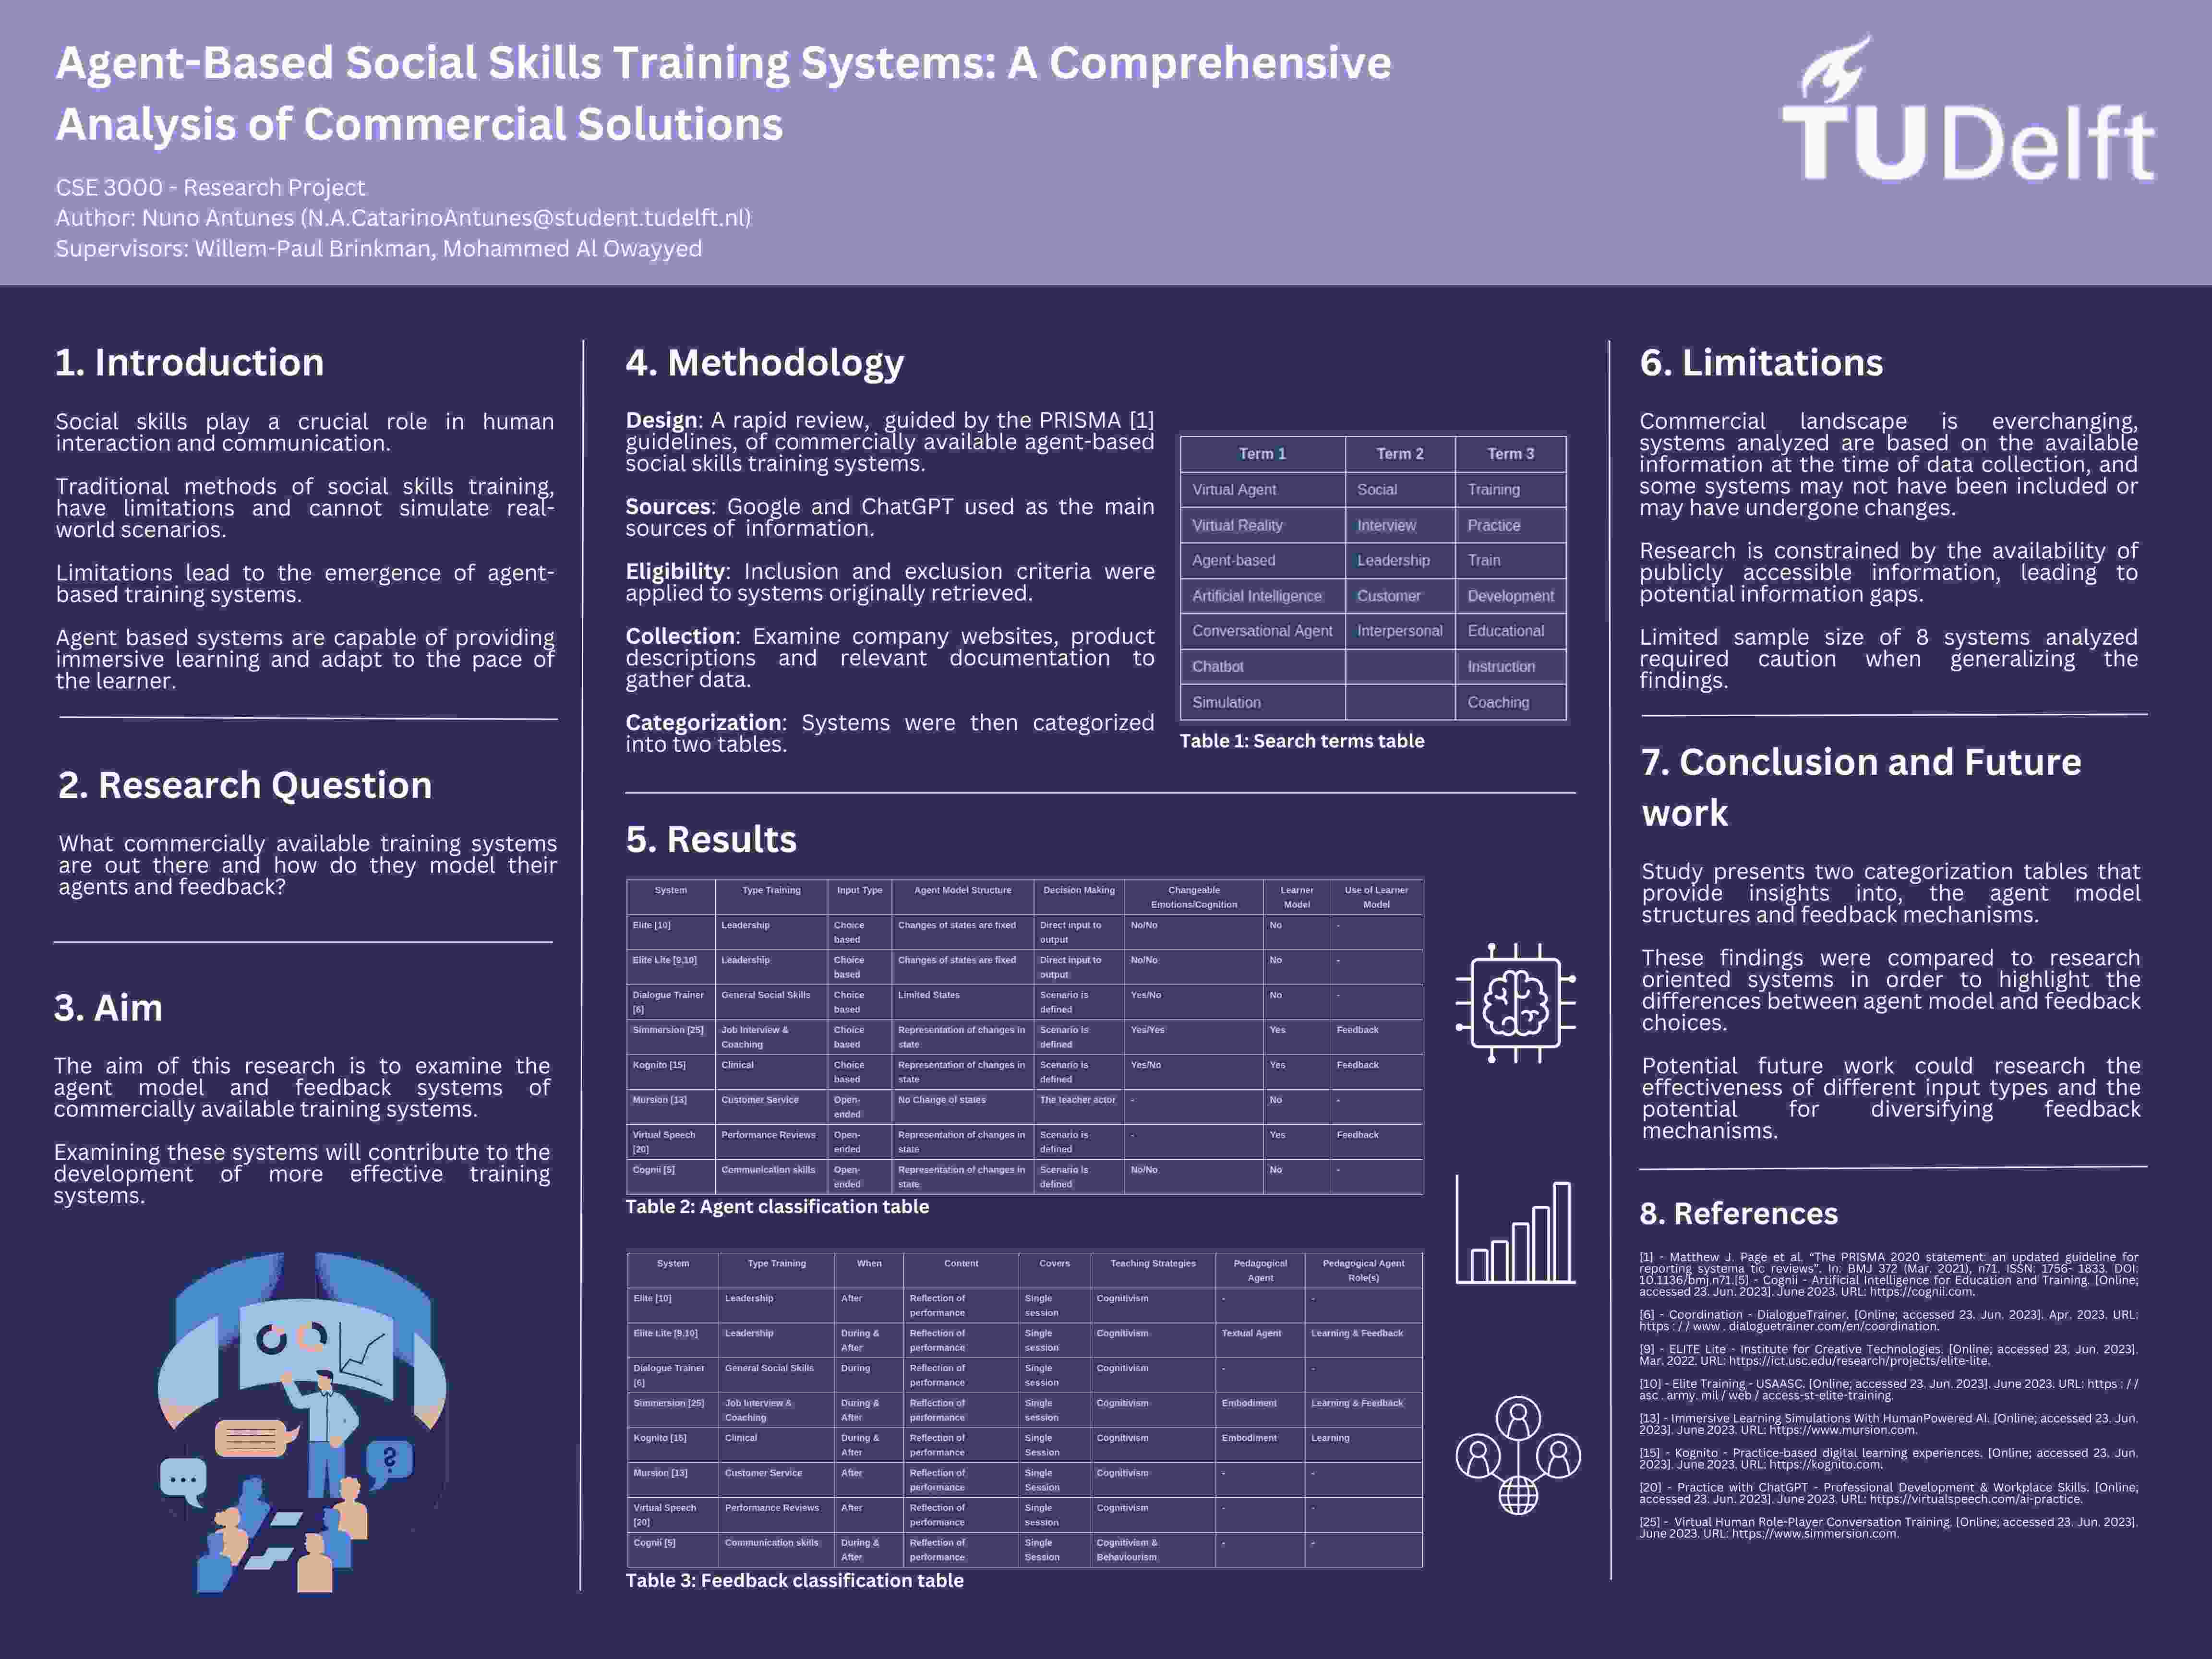 Agent-Based Social Skills Training Systems: A Comprehensive
Analysis of Commercial Solutions
CSE 3000 - Research Project
Author: Nuno Antunes (N.A.CatarinoAntunes@student.tudelft.nl)
Supervisors: Willem-Paul Brinkman, Mohammed Al Owayyed
TUDelft
1. Introduction
Social skills play a crucial role in human
interaction and communication.
Traditional methods of social skills training,
have limitations and cannot simulate real-
world scenarios.
Limitations lead to the emergence of agent-
based training systems.
Agent based systems are capable of providing
immersive learning and adapt to the pace of
the learner.
2. Research Question
What commercially available training systems
are out there and how do they model their
agents and feedback?
3. Aim
The aim of this research is to examine the
agent model and feedback systems of
commercially available training systems.
Examining these systems will contribute to the
development of more effective training
systems.
?
4. Methodology
Design: A rapid review, guided by the PRISMA [1]
guidelines, of commercially available agent-based
social skills training systems.
Sources: Google and ChatGPT used as the main
sources of information.
Eligibility: Inclusion and exclusion criteria were
applied to systems originally retrieved.
Collection: Examine company websites, product
descriptions and relevant documentation to
gather data.
Categorization: Systems were then categorized
into two tables.
Term 1 Term 2 Term 3
Virtual Agent Social Training
Virtual Reality Interview Practice
Agent-based Leadership Train
Artificial Intelligence Customer Development
Conversational Agent Interpersonal Educational
Chatbot Instruction
Simulation Coaching
Table 1: Search terms table
5. Results
System Type Training Input Type Agent Model Structure Decision Making Changeable Learner Use of Learner
Emotions/Cognition Model Model
Elite [10] Leadership Choice Changes of states are fixed Direct input to No/No No -
based output
Elite Lite [9,10] Leadership Choice Changes of states are fixed Direct input to No/No No -
based output
Dialogue Trainer General Social Skills Choice Limited States Scenario is Yes/No No -
[6] based defined
Simmersion [25] Job Interview & Choice Representation of changes in Scenario is Yes/Yes Yes Feedback
Coaching based state defined
Kognito [15] Clinical Choice Representation of changes in Scenario is Yes/No Yes Feedback
based state defined
Mursion [13] Customer Service Open- No Change of states The teacher actor - No -
ended
Virtual Speech Performance Reviews Open- Representation of changes in Scenario is - Yes Feedback
[20] ended state defined
Cognii [5] Communication skills Open- Representation of changes in Scenario is No/No No -
ended state defined
Table 2: Agent classification table
System Type Training When Content Covers Teaching Strategies Pedagogical Pedagogical Agent
Agent Role(s)
Elite [10] Leadership After Reflection of Single Cognitivism - -
performance session
Elite Lite [9,10] Leadership During & Reflection of Single Cognitivism Textual Agent Learning & Feedback
After performance session
Dialogue Trainer General Social Skills During Reflection of Single Cognitivism - -
[6] performance session
Simmersion [25] Job Interview & During & Reflection of Single Cognitivism Embodiment Learning & Feedback
Coaching After performance session
Kognito [15] Clinical During & Reflection of Single Cognitivism Embodiment Learning
After performance Session
Mursion [13] Customer Service After Reflection of Single Cognitivism - -
performance Session
Virtual Speech Performance Reviews After Reflection of Single Cognitivism - -
[20] performance session
Cognii [5] Communication skills During & Reflection of Single Cognitivism & - -
After performance Session Behaviourism
Table 3: Feedback classification table
6. Limitations
Commercial landscape is everchanging,
systems analyzed are based on the available
information at the time of data collection, and
some systems may not have been included or
may have undergone changes.
Research is constrained by the availability of
publicly accessible information, leading to
potential information gaps.
Limited sample size of 8 systems analyzed
required caution when generalizing the
findings.
7. Conclusion and Future
work
Study presents two categorization tables that
provide insights into, the agent model
structures and feedback mechanisms.
These findings were compared to research
oriented systems in order to highlight the
differences between agent model and feedback
choices.
Potential future work could research the
effectiveness of different input types and the
potential for diversifying feedback
mechanisms.
8. References
[1] - Matthew J. Page et al. “The PRISMA 2020 statement: an updated guideline for
reporting systema tic reviews”. In: BMJ 372 (Mar. 2021), n71. ISSN: 1756- 1833. DOI:
10.1136/bmj.n71.[5] - Cognii - Artificial Intelligence for Education and Training. [Online;
accessed 23. Jun. 2023]. June 2023. URL: https://cognii.com.
[6] - Coordination - DialogueTrainer. [Online; accessed 23. Jun. 2023]. Apr. 2023. URL:
https : / / www . dialoguetrainer.com/en/coordination.
[9] - ELITE Lite - Institute for Creative Technologies. [Online; accessed 23. Jun. 2023].
Mar. 2022. URL: https://ict.usc.edu/research/projects/elite-lite.
[10] - Elite Training - USAASC. [Online; accessed 23. Jun. 2023]. June 2023. URL: https : / /
asc . army. mil / web / access-st-elite-training.
[13] - Immersive Learning Simulations With HumanPowered AI. [Online; accessed 23. Jun.
2023]. June 2023. URL: https://www.mursion.com.
[15] - Kognito - Practice-based digital learning experiences. [Online; accessed 23. Jun.
2023]. June 2023. URL: https://kognito.com.
[20] - Practice with ChatGPT - Professional Development & Workplace Skills. [Online;
accessed 23. Jun. 2023]. June 2023. URL: https://virtualspeech.com/ai-practice.
[25] - Virtual Human Role-Player Conversation Training. [Online; accessed 23. Jun. 2023].
June 2023. URL: https://www.simmersion.com.